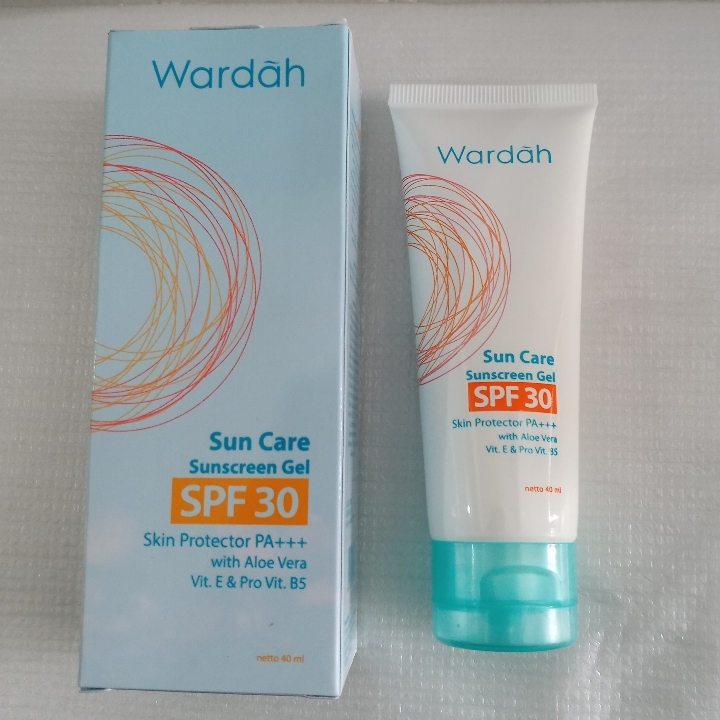 Wardāh
Sun Care
Sunscreen Gel
SPF 30
Skin Protector PA+++
with Aloe Vera
Vit. E & Pro Vit. B5
netto 40 ml
Wardāh
Sun Care
Sunscreen Gel
SPF 30
Skin Protector PA+++
with Aloe Vera
Vit. E & Pro Vit. B5
netto 40 ml